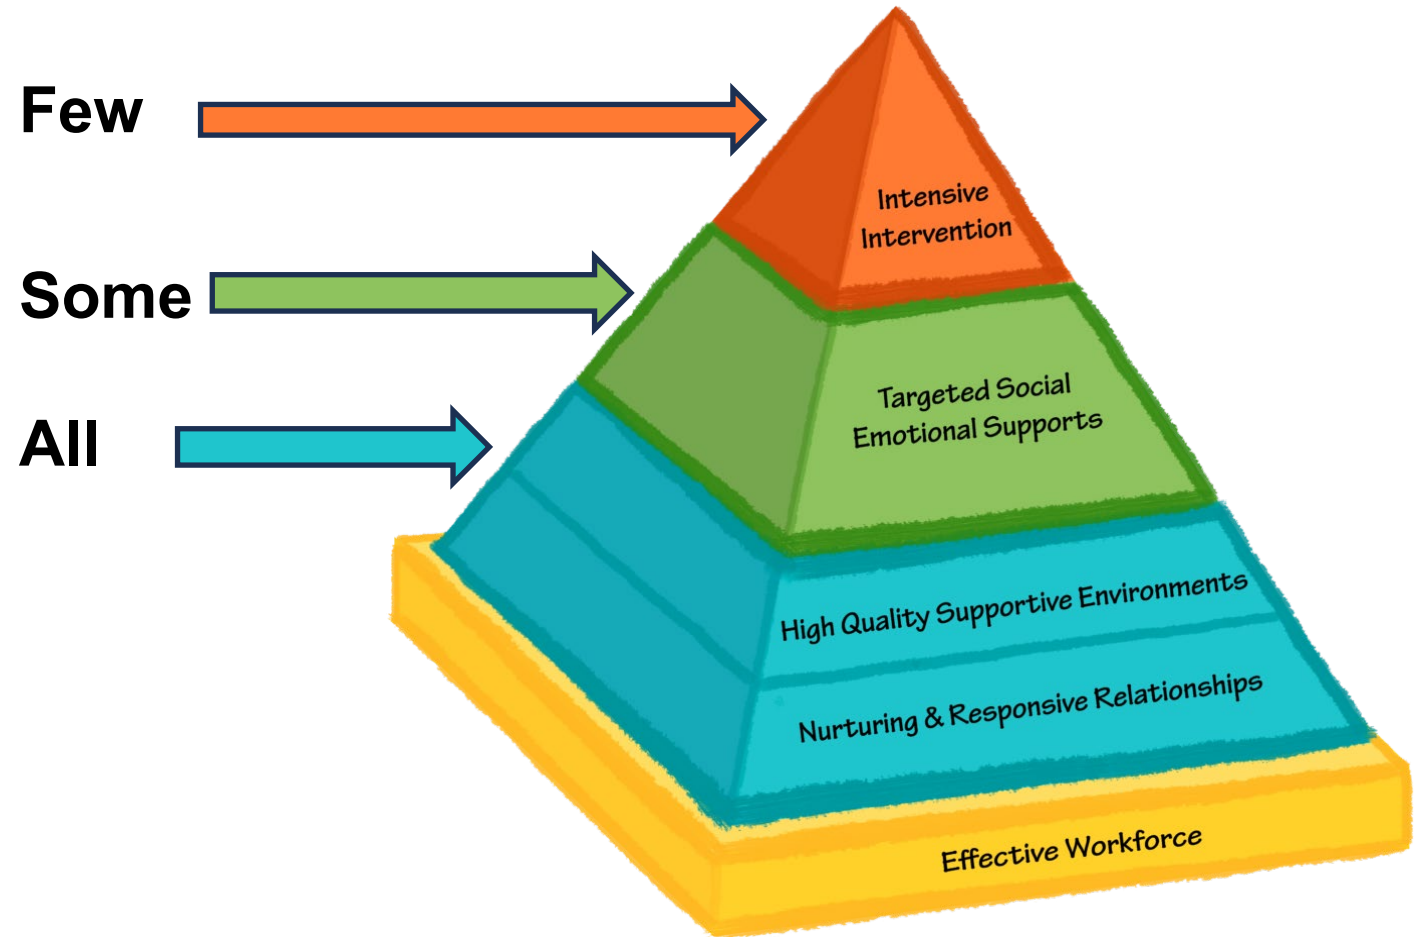 Few
Intensive
Intervention
Some
Targeted Social
Emotional Supports
All
High Quality Supportive Environments
Nurturing & Responsive Relationships
Effective Workforce